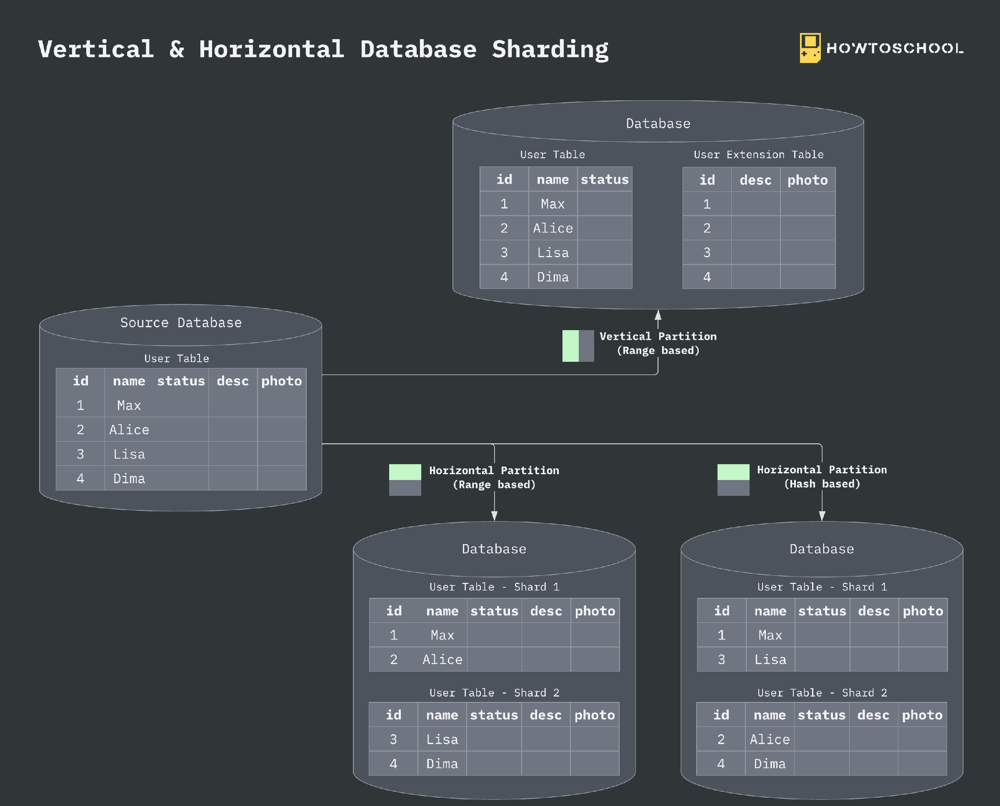 Vertical & Horizontal Database Sharding
HOWTOSCHOOL
Database
User Table
id name status
1 Max
2 Alice
3 Lisa
4 Dima
User Extension Table
id desc photo
1
2
3
4
Source Database
User Table
id name status desc photo
1 Max
2 Alice
3 Lisa
4 Dima
Vertical Partition
(Range based)
Horizontal Partition
(Range based)
Horizontal Partition
(Hash based)
Database
User Table - Shard 1
id name status desc photo
1 Max
2 Alice
User Table - Shard 2
id name status desc photo
3 Lisa
4 Dima
Database
User Table - Shard 1
id name status desc photo
1 Max
3 Lisa
User Table - Shard 2
id name status desc photo
2 Alice
4 Dima